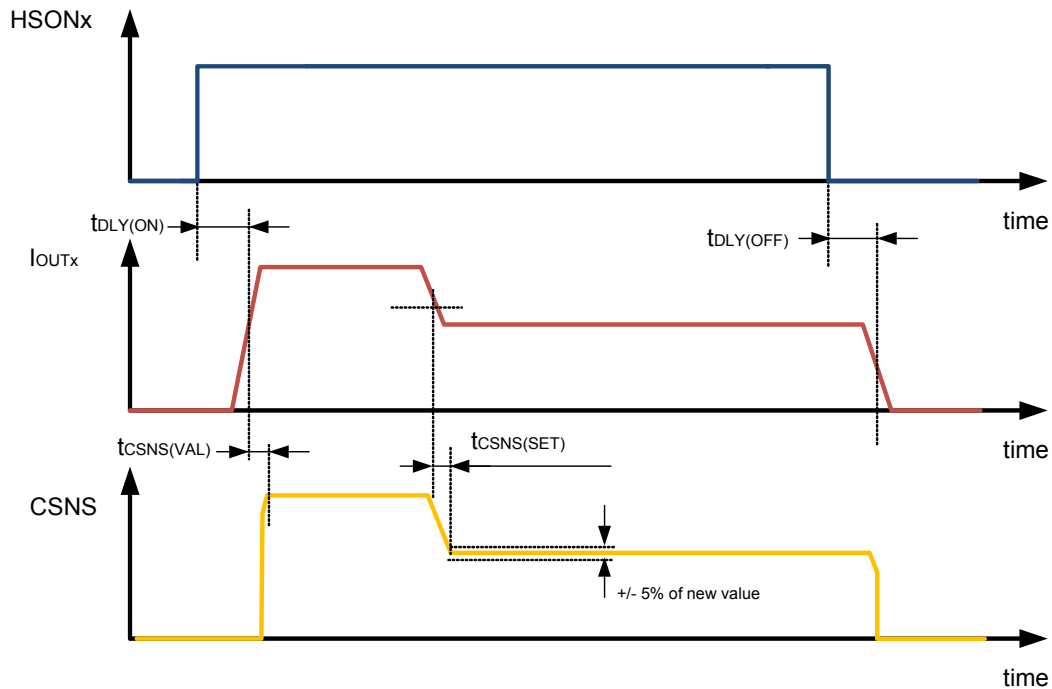 HSONx
time
tDLY(ON)
tDLY(OFF)
IOUTx
time
tCSNS(VAL)
tCSNS(SET)
CSNS
+/- 5% of new value
time